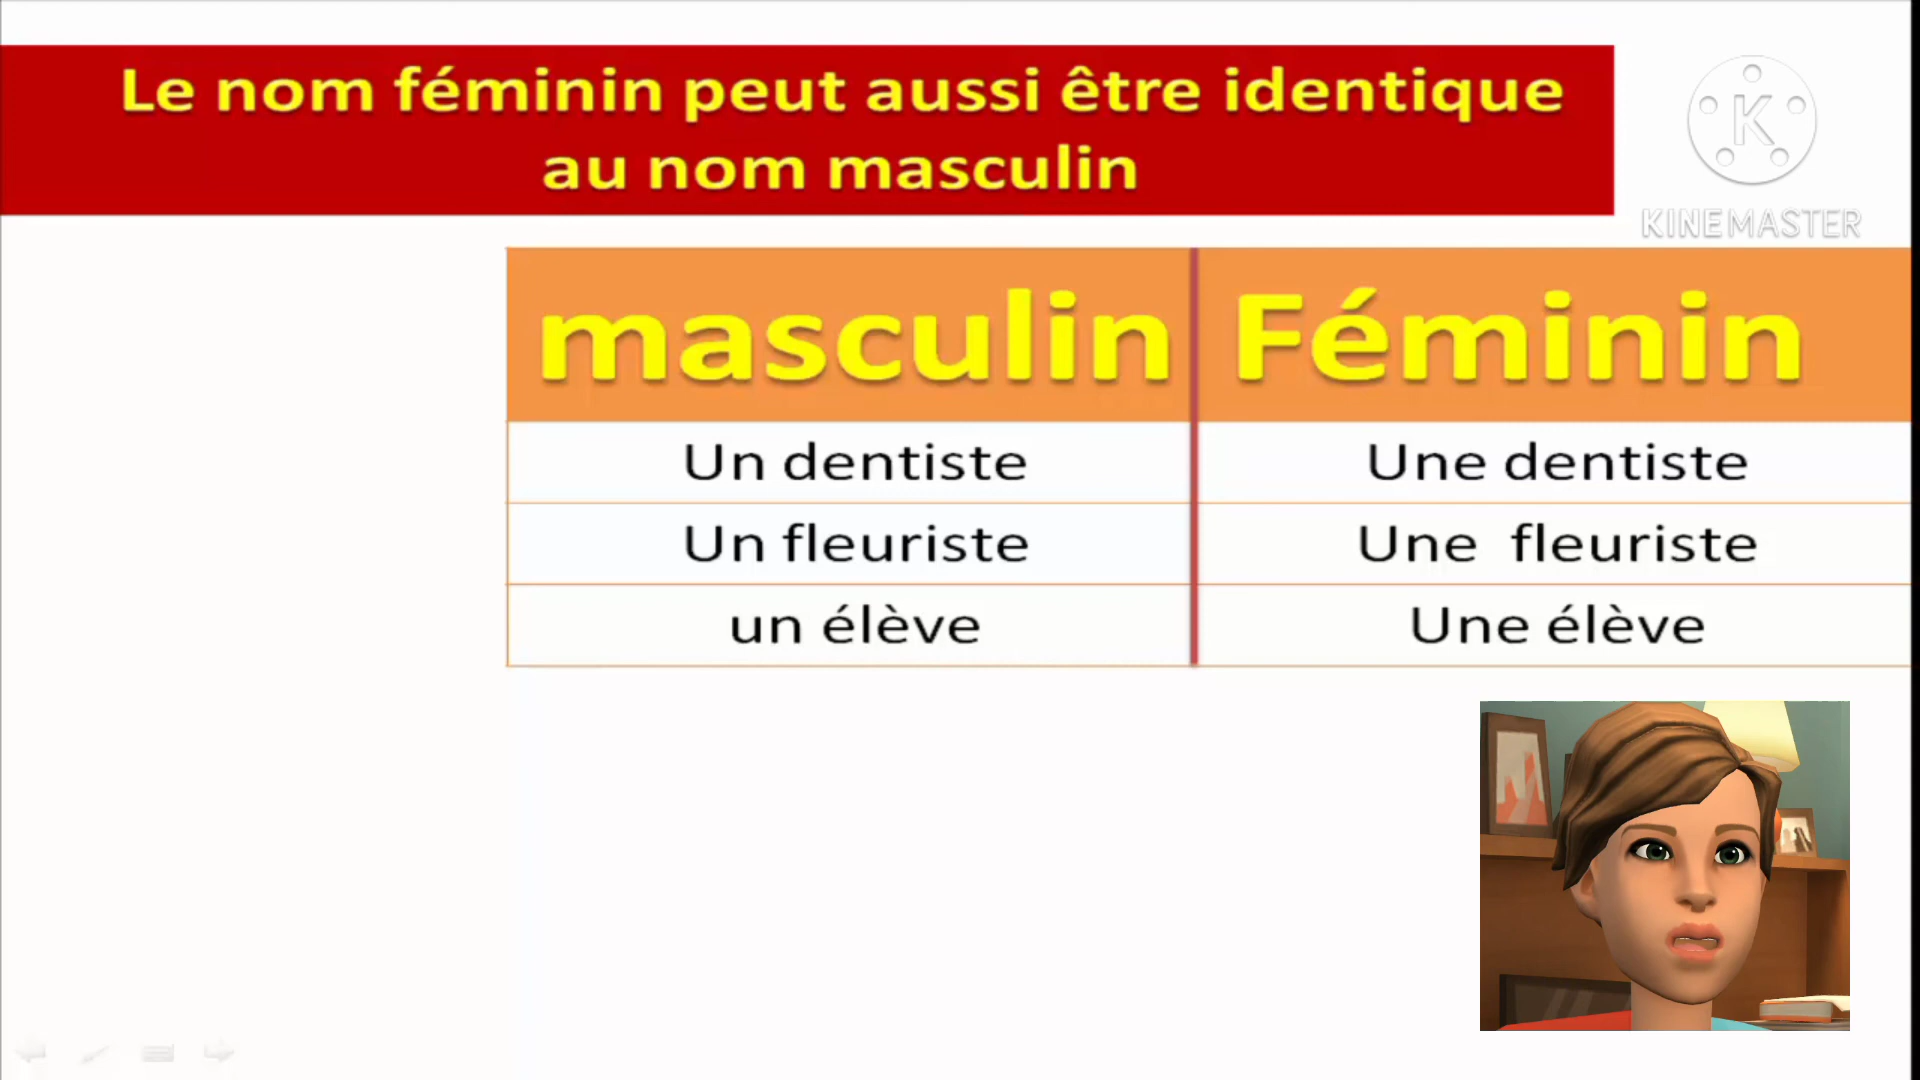 Le nom féminin peut aussi être identique
au nom masculin
K
KINEMASTER
masculin Féminin
Un dentiste Une dentiste
Un fleuriste Une fleuriste
un élève Une élève